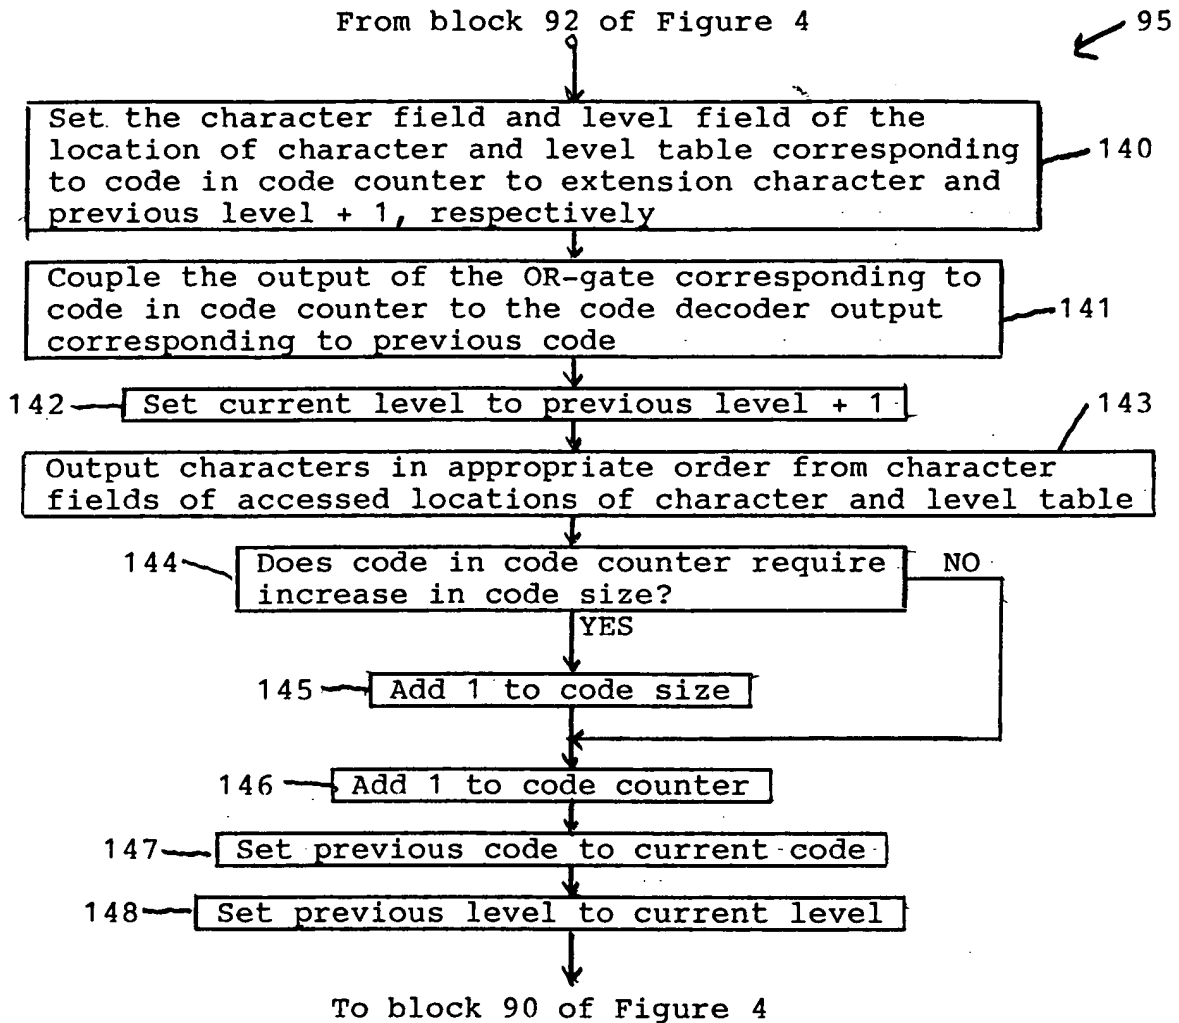 From block 92 of Figure 4
95
Set the character field and level field of the
location of character and level table corresponding
to code in code counter to extension character and
previous level + 1, respectively
140
Couple the output of the OR-gate corresponding to
code in code counter to the code decoder output
corresponding to previous code
141
142
Set current level to previous level + 1
143
Output characters in appropriate order from character
fields of accessed locations of character and level table
144
Does code in code counter require
increase in code size?
NO
YES
145
Add 1 to code size
146
Add 1 to code counter
147
Set previous code to current code
148
Set previous level to current level
To block 90 of Figure 4